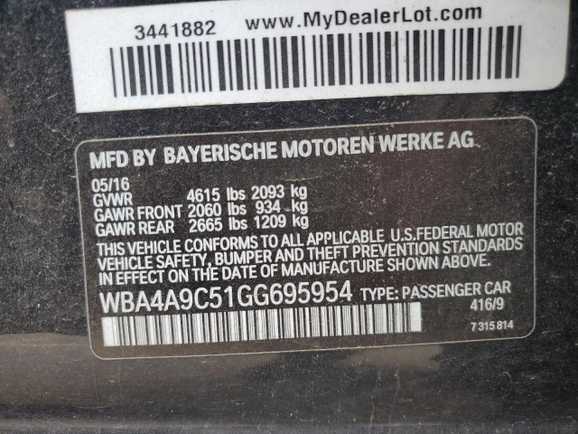 3441882 www.MyDealerLot.com
MFD BY BAYERISCHE MOTOREN WERKE AG
05/16
GVWR 4615 lbs 2093 kg
GAWR FRONT 2060 lbs 934 kg
GAWR REAR 2665 lbs 1209 kg
THIS VEHICLE CONFORMS TO ALL APPLICABLE U.S.FEDERAL MOTOR
VEHICLE SAFETY, BUMPER AND THEFT PREVENTION STANDARDS
IN EFFECT ON THE DATE OF MANUFACTURE SHOWN ABOVE.
WBA4A9C51GG695954 TYPE: PASSENGER CAR
416/9
7 315 814